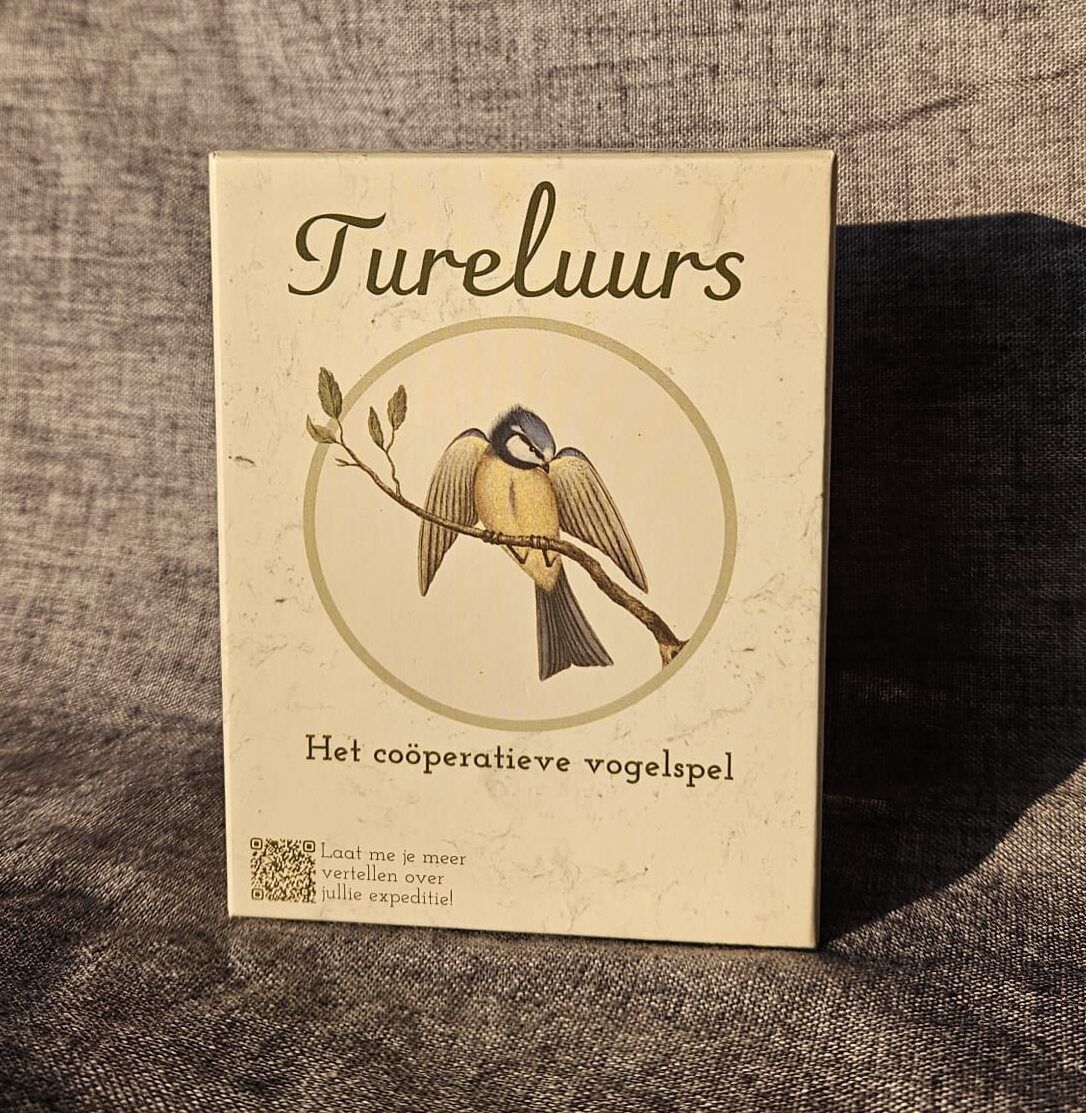 Tureluurs
Het coöperatieve vogelspel
Laat me je meer
vertellen over
jullie expeditie!